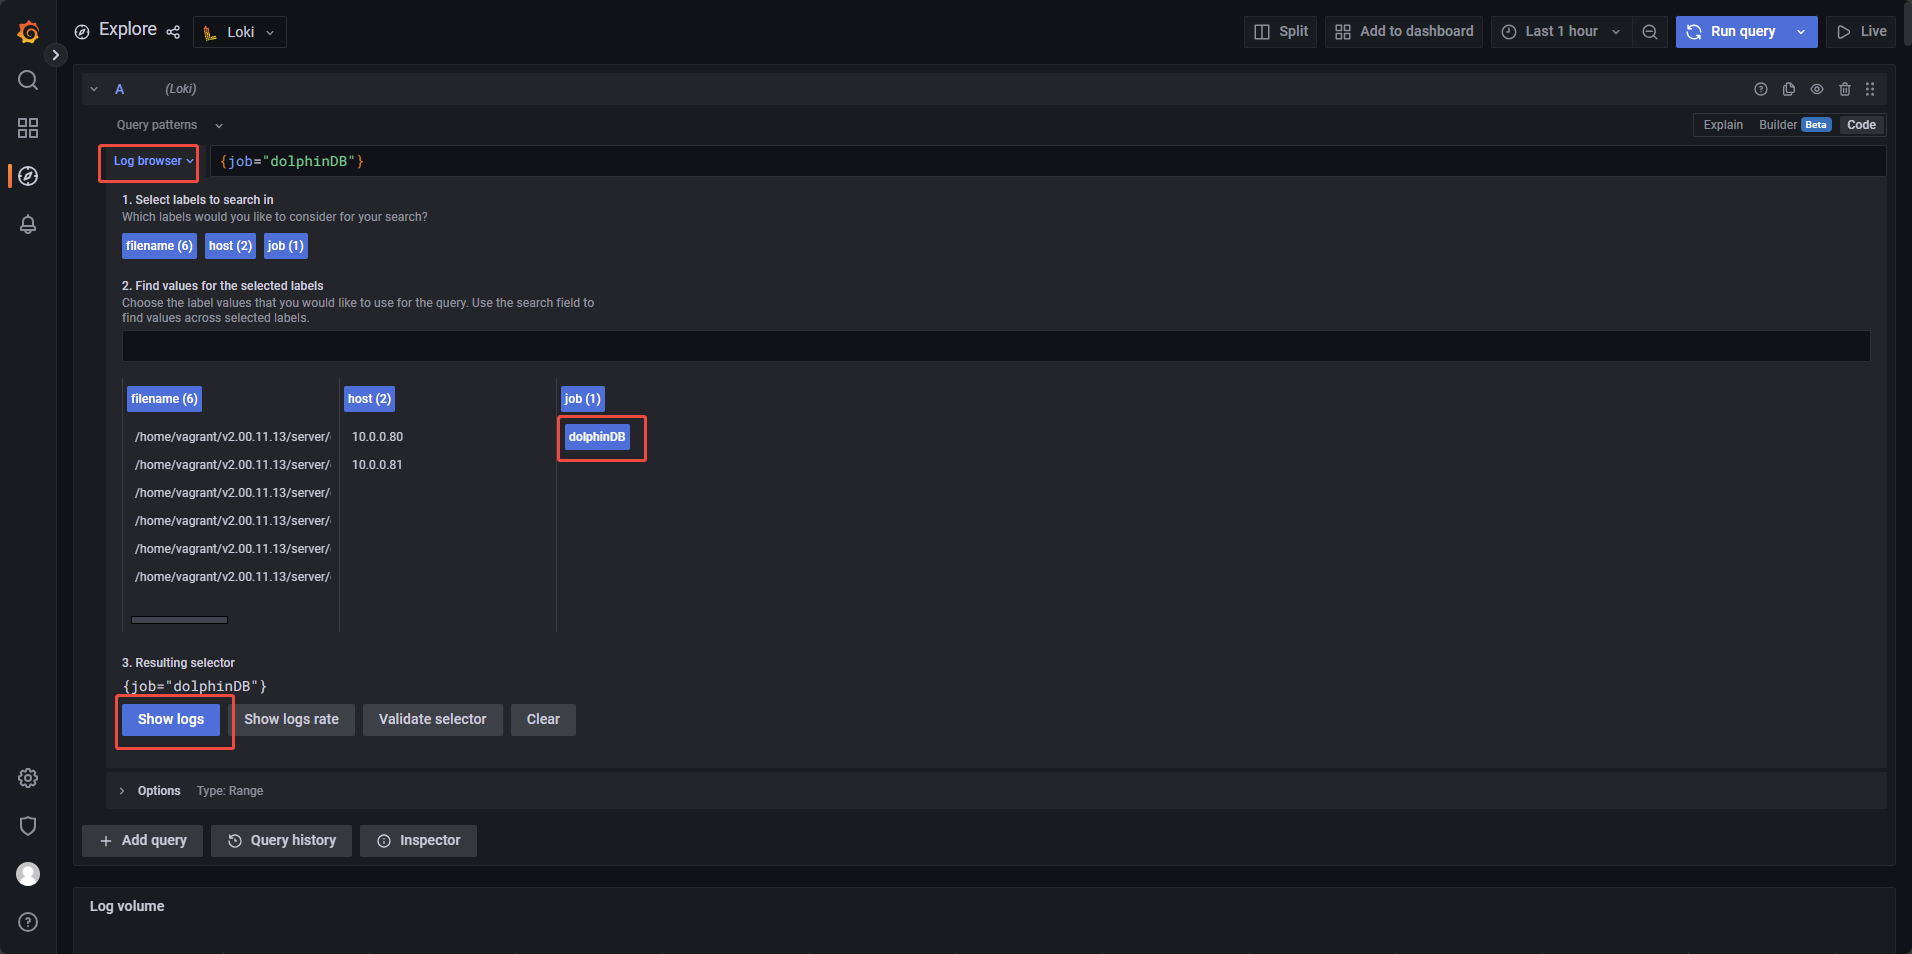 Explore
Loki
Split
Add to dashboard
Last 1 hour
Run query
Live
A
(Loki)
Query patterns
Explain
Builder
Beta
Code
Log browser
{job="dolphinDB"}
1. Select labels to search in
Which labels would you like to consider for your search?
filename (6)
host (2)
job (1)
2. Find values for the selected labels
Choose the label values that you would like to use for the query. Use the search field to
find values across selected labels.
filename (6)
host (2)
job (1)
/home/vagrant/v2.00.11.13/server/
10.0.0.80
dolphinDB
/home/vagrant/v2.00.11.13/server/
10.0.0.81
/home/vagrant/v2.00.11.13/server/
/home/vagrant/v2.00.11.13/server/
/home/vagrant/v2.00.11.13/server/
/home/vagrant/v2.00.11.13/server/
3. Resulting selector
{job="dolphinDB"}
Show logs
Show logs rate
Validate selector
Clear
Options
Type: Range
Add query
Query history
Inspector
Log volume